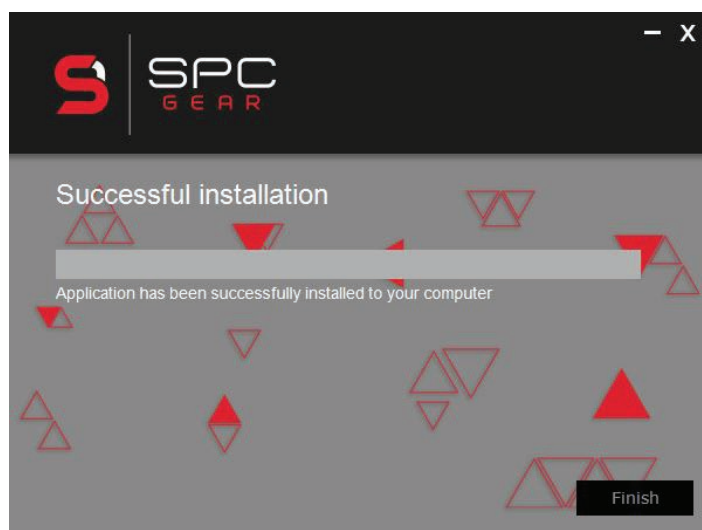 SPC
GEAR
– X
Successful installation
Application has been successfully installed to your computer
Finish